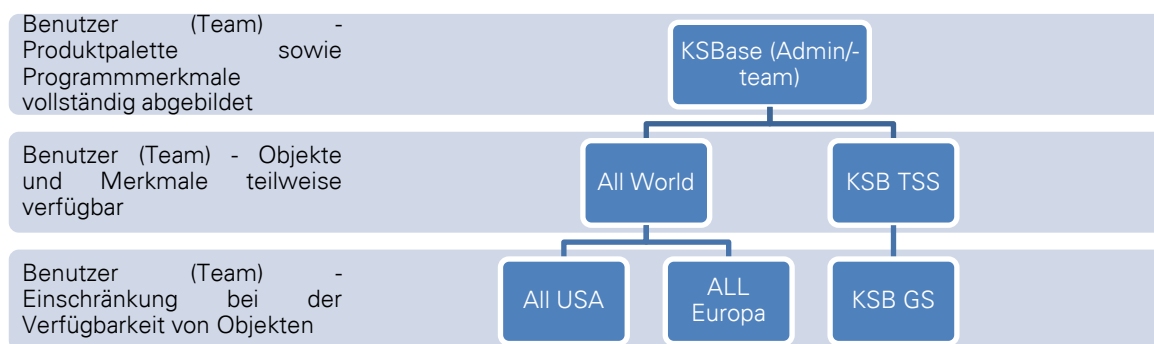 Benutzer (Team) -
Produktpalette sowie
Programmmerkmale
vollständig abgebildet
KSBase (Admin/-
team)
Benutzer (Team) - Objekte
und Merkmale teilweise
verfügbar
All World
KSB TSS
Benutzer (Team) -
Einschränkung bei der
Verfügbarkeit von Objekten
All USA
ALL
Europa
KSB GS